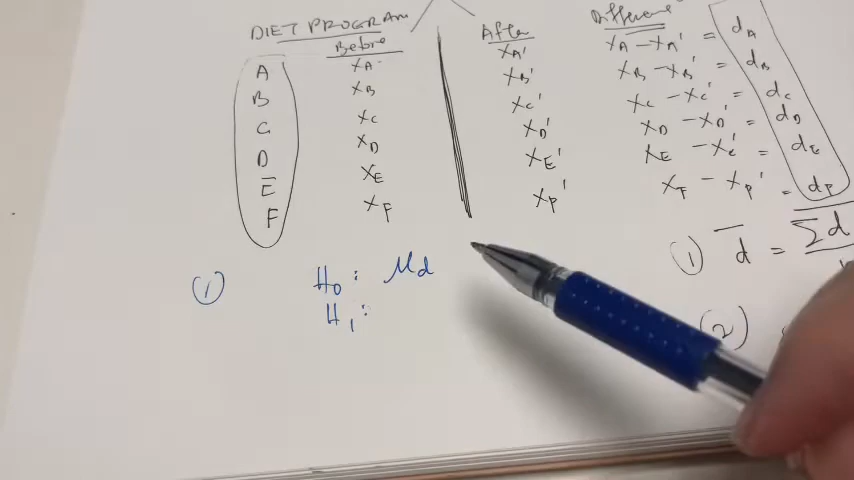 DIET PROGRAM
Before After Difference
A XA XA' XA - XA' = dA
B XB XB' XB - XB' = dB
C XC XC' XC - XC' = dC
D XD XD' XD - XD' = dD
E XE XE' XE - XE' = dE
F XF XF' XF - XF' = dF
① d̄ = Σd
① H0: μd
H1:
(2)